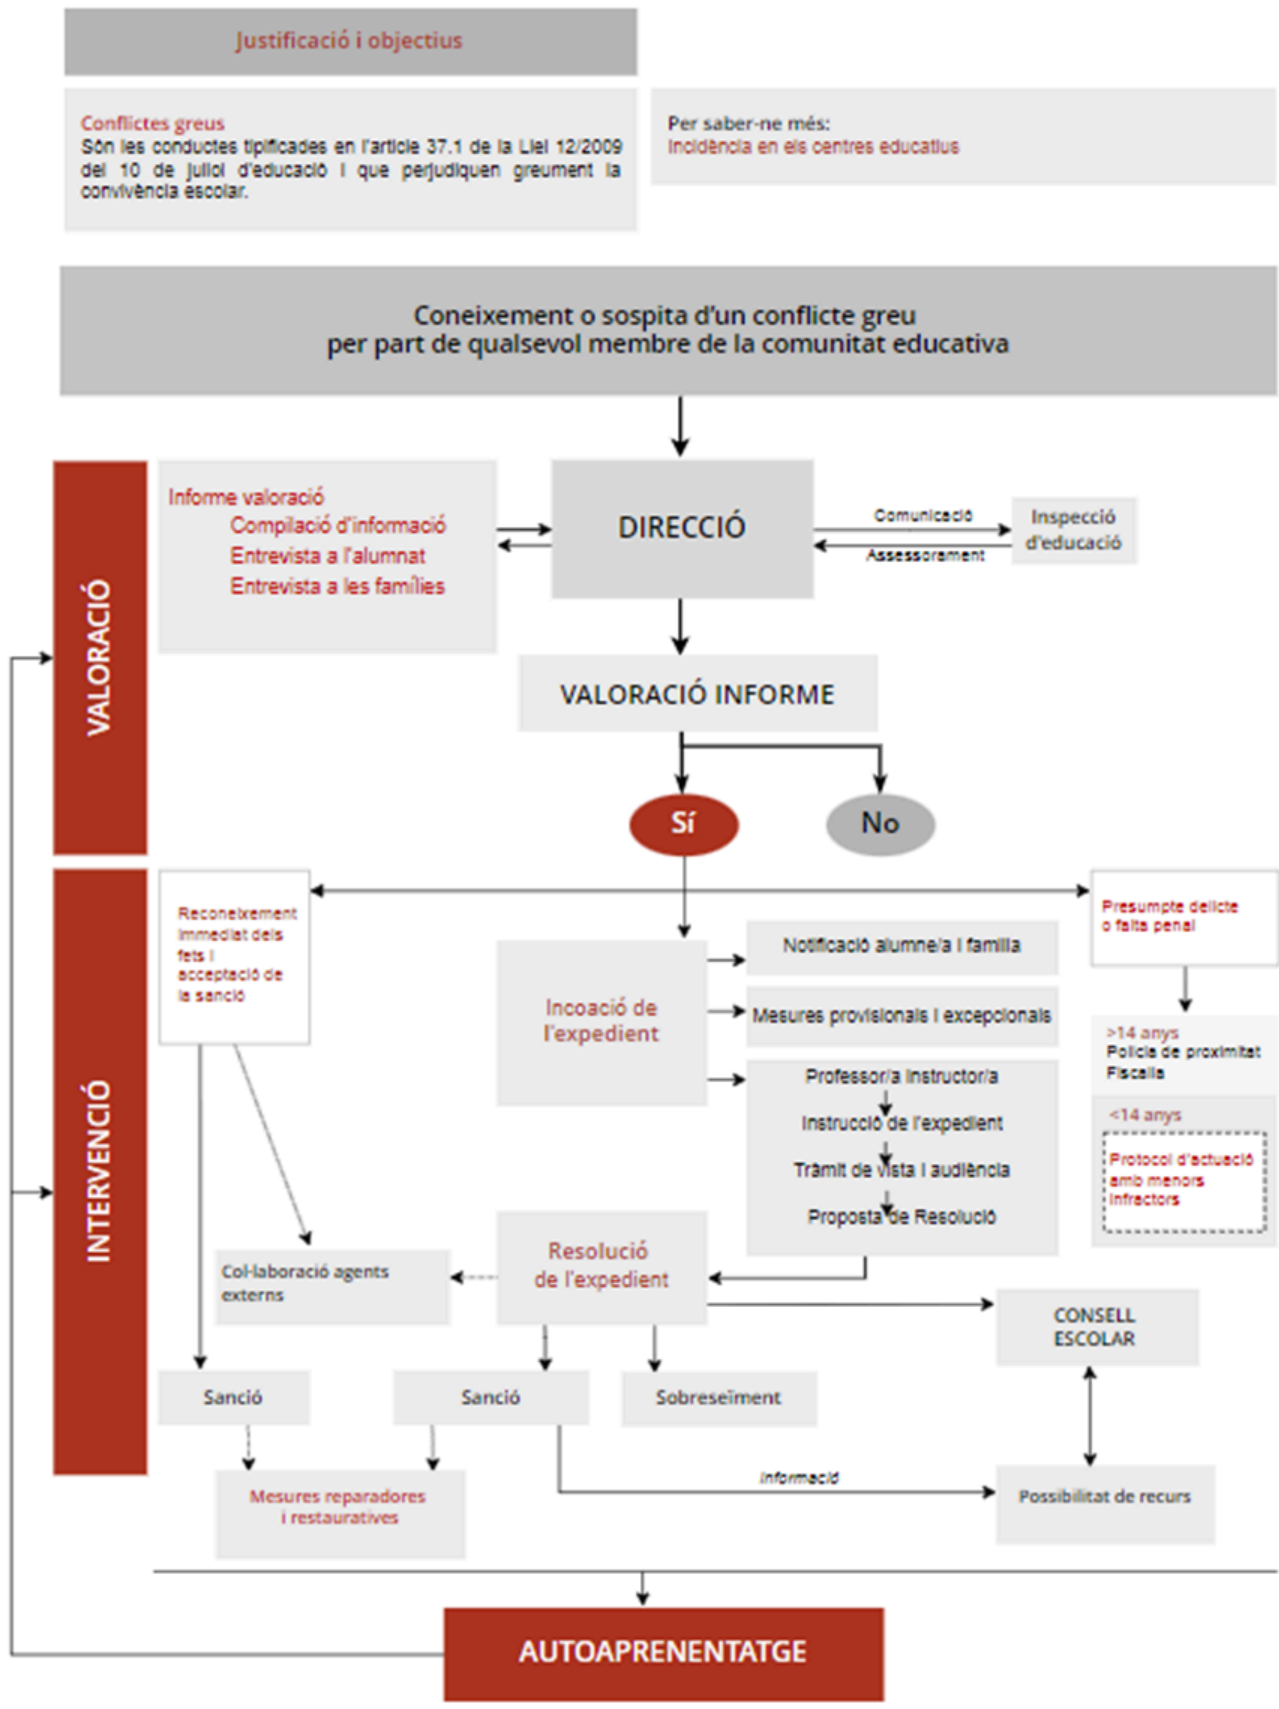 Justificació i objectius
Conflictes greus
Són les conductes tipificades en l'article 37.1 de la Llei 12/2009
del 10 de juliol d'educació i que perjudiquen greument la
convivència escolar.
Per saber-ne més:
Incidència en els centres educatius
Coneixement o sospita d'un conflicte greu
per part de qualsevol membre de la comunitat educativa
VALORACIÓ
Informe valoració
Compilació d'informació
Entrevista a l'alumnat
Entrevista a les famílies
DIRECCIÓ
Comunicació
Assessorament
Inspecció
d'educació
VALORACIÓ INFORME
Sí
No
INTERVENCIÓ
Reconeixement
immediat dels
fets i
acceptació de
la sanció
Incoació de
l'expedient
Notificació alumne/a i família
Mesures provisionals i excepcionals
Professor/a instructor/a
Instrucció de l'expedient
Tràmit de vista i audiència
Proposta de Resolució
Presumpte delicte
o falta penal
>14 anys
Policia de proximitat
Fiscalia
<14 anys
Protocol d'actuació
amb menors
infractors
Resolució
de l'expedient
Col·laboració agents
externs
CONSELL
ESCOLAR
Sanció
Sanció
Sobreseïment
Informació
Mesures reparadores
i restauratives
Possibilitat de recurs
AUTOAPRENENTATGE